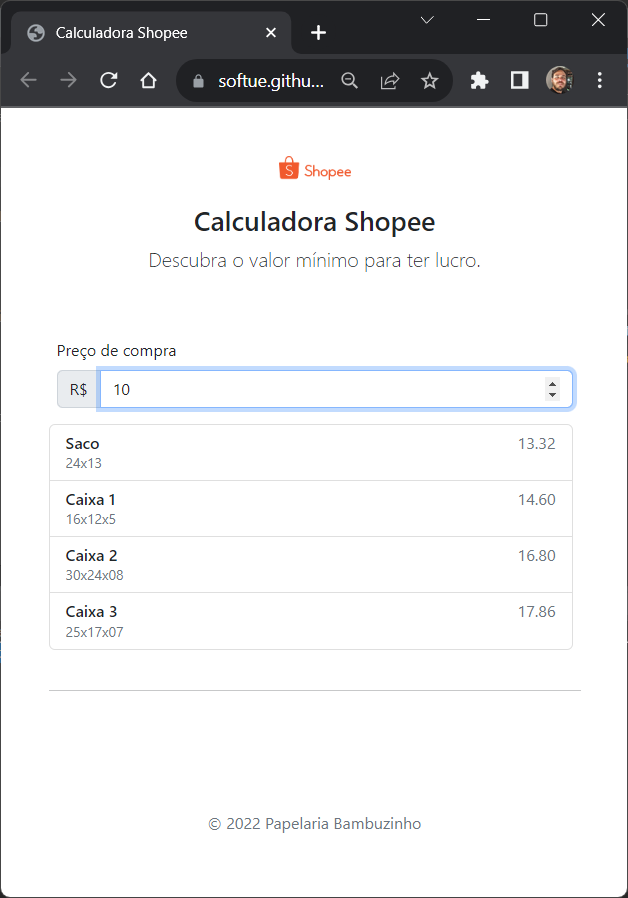 Calculadora Shopee
softue.githu...
Shopee
Calculadora Shopee
Descubra o valor mínimo para ter lucro.
Preço de compra
R$ 10
Saco 13.32
24x13
Caixa 1 14.60
16x12x5
Caixa 2 16.80
30x24x08
Caixa 3 17.86
25x17x07
© 2022 Papelaria Bambuzinho